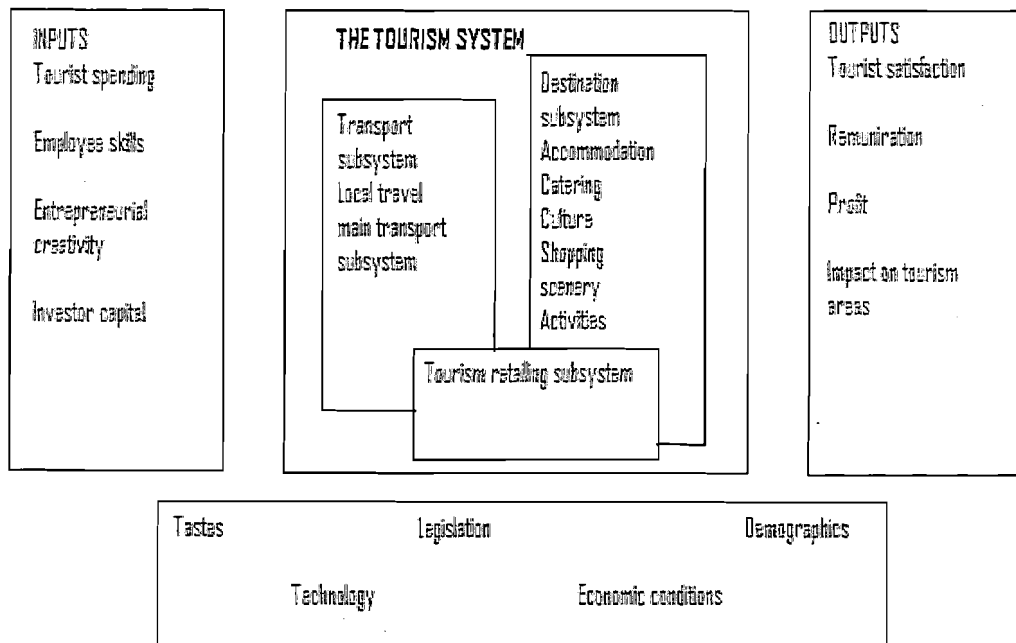 INPUTS
Tourist spending
Employee skills
Entrepreneurial
creativity
Investor capital
THE TOURISM SYSTEM
Transport
subsystem
Local travel
main transport
subsystem
Destination
subsystem
Accommodation
Catering
Culture
Shopping
scenery
Activities
Tourism retailing subsystem
OUTPUTS
Tourist satisfaction
Remuniration
Profit
Impact on tourism
areas
Tastes Legislation Demographics
Technology Economic conditions